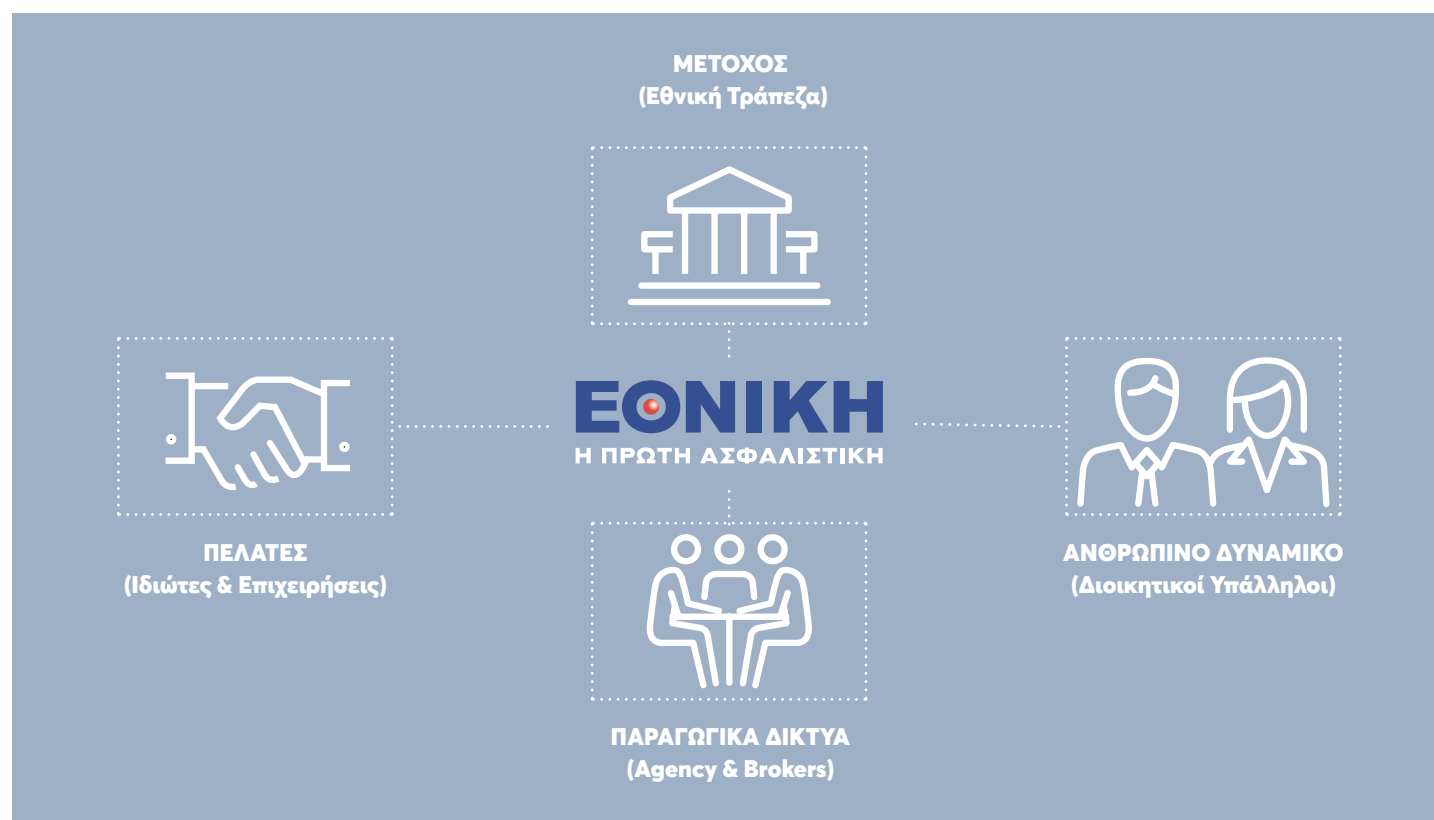 ΜΕΤΟΧΟΣ
(Εθνική Τράπεζα)
ΕΘΝΙΚΗ
Η ΠΡΩΤΗ ΑΣΦΑΛΙΣΤΙΚΗ
ΠΕΛΑΤΕΣ
(Ιδιώτες & Επιχειρήσεις)
ΑΝΘΡΩΠΙΝΟ ΔΥΝΑΜΙΚΟ
(Διοικητικοί Υπάλληλοι)
ΠΑΡΑΓΩΓΙΚΑ ΔΙΚΤΥΑ
(Agency & Brokers)